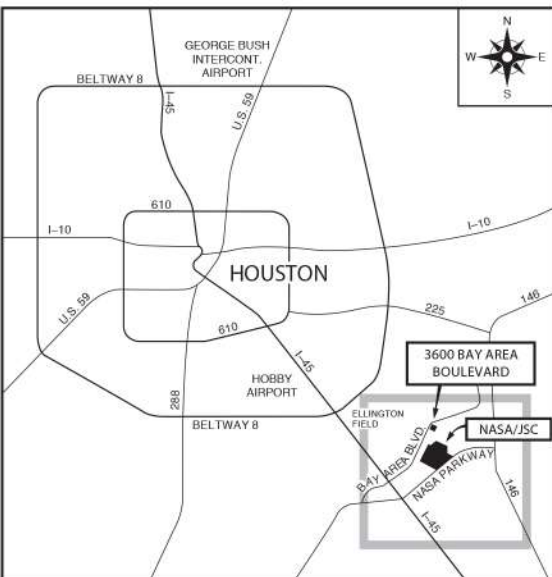 N
W
E
S
GEORGE BUSH
INTERCONT.
AIRPORT
BELTWAY 8
I–45
U.S. 59
610
I–10
I–10
HOUSTON
U.S. 59
225
146
610
I–45
3600 BAY AREA
BOULEVARD
HOBBY
AIRPORT
288
ELLINGTON
FIELD
NASA/JSC
BELTWAY 8
BAY AREA BLVD.
NASA PARKWAY
146
I–45